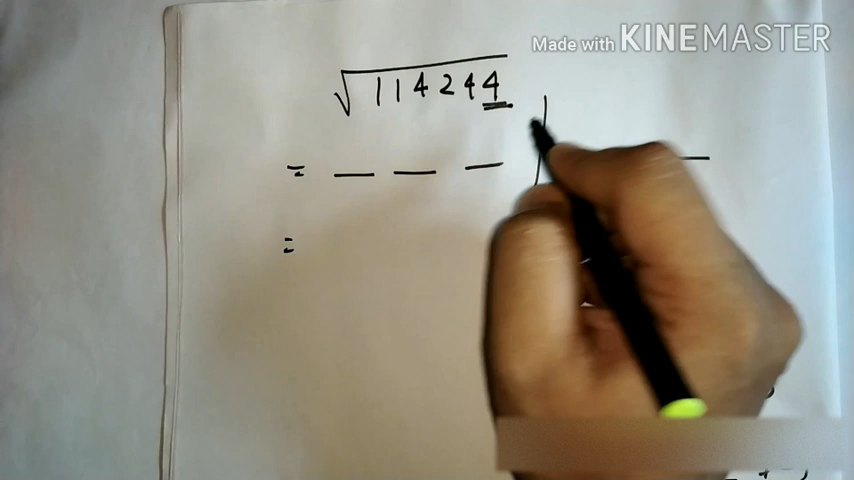 Made with KINEMASTER
√114244
= _ _ _
=